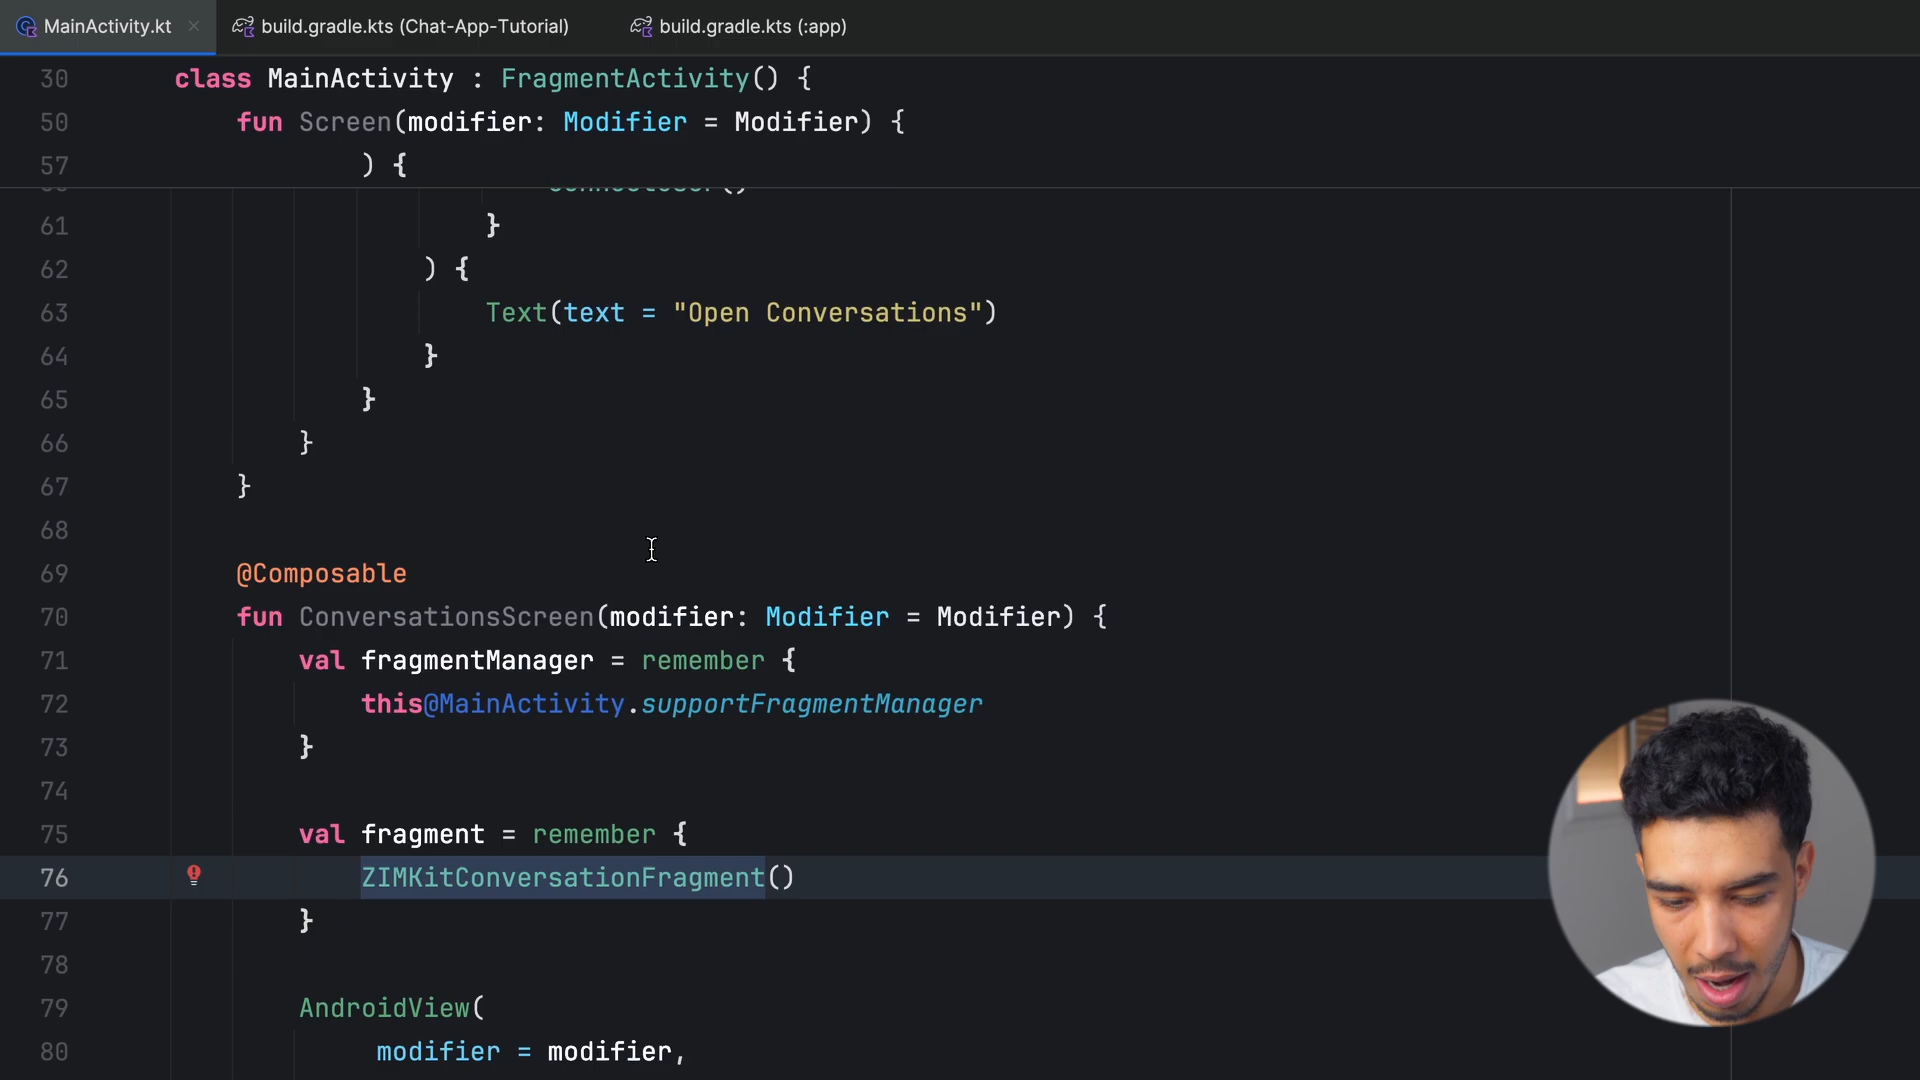 MainActivity.kt
build.gradle.kts (Chat-App-Tutorial)
build.gradle.kts (:app)
30 class MainActivity : FragmentActivity() {
50 fun Screen(modifier: Modifier = Modifier) {
57 ) {
61 }
62 ) {
63 Text(text = "Open Conversations")
64 }
65 }
66 }
67 }
68
69 @Composable
70 fun ConversationsScreen(modifier: Modifier = Modifier) {
71 val fragmentManager = remember {
72 this@MainActivity.supportFragmentManager
73 }
74
75 val fragment = remember {
76 ZIMKitConversationFragment()
77 }
78
79 AndroidView(
80 modifier = modifier,